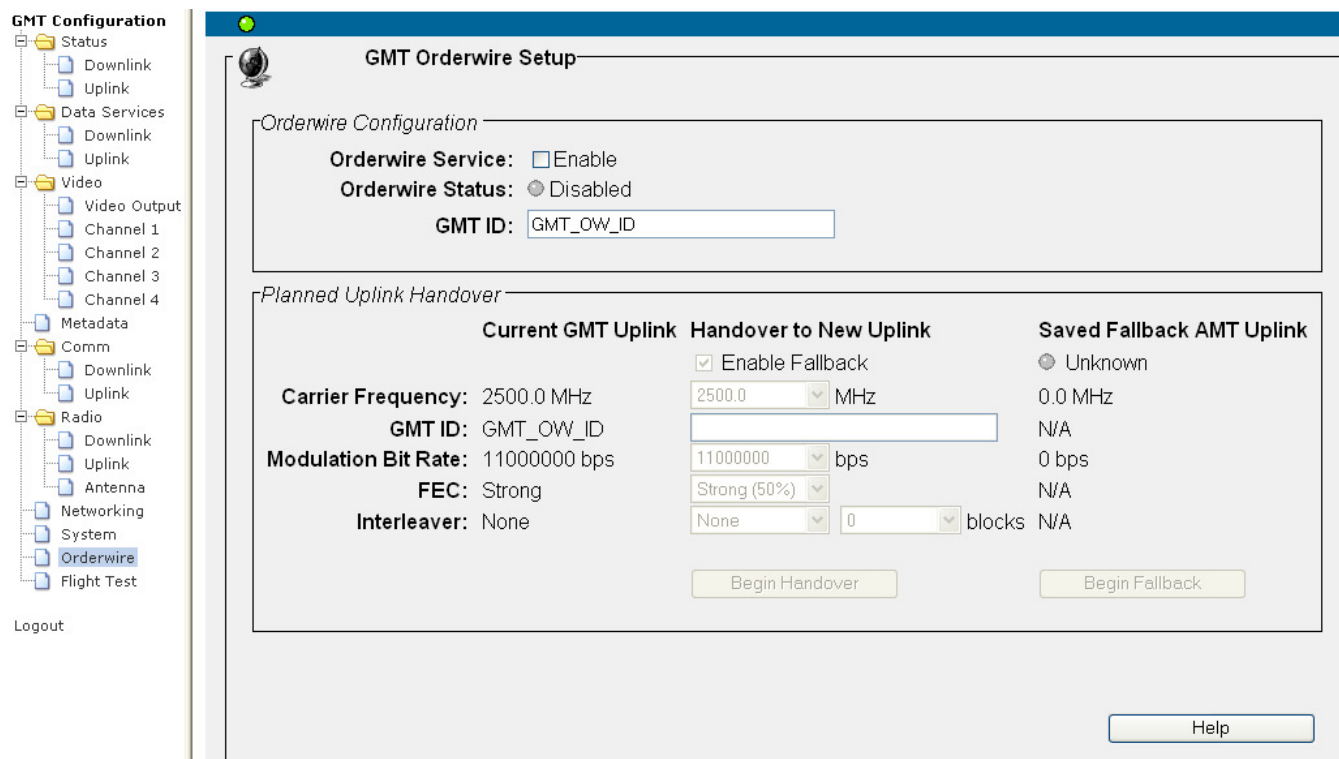 GMT Configuration
Status
Downlink
Uplink
Data Services
Downlink
Uplink
Video
Video Output
Channel 1
Channel 2
Channel 3
Channel 4
Metadata
Comm
Downlink
Uplink
Radio
Downlink
Uplink
Antenna
Networking
System
Orderwire
Flight Test
Logout
GMT Orderwire Setup
Orderwire Configuration
Orderwire Service: Enable
Orderwire Status: Disabled
GMT ID: GMT_OW_ID
Planned Uplink Handover
Current GMT Uplink Handover to New Uplink Saved Fallback AMT Uplink
Enable Fallback Unknown
Carrier Frequency: 2500.0 MHz 2500.0 MHz 0.0 MHz
GMT ID: GMT_OW_ID N/A
Modulation Bit Rate: 11000000 bps 11000000 bps 0 bps
FEC: Strong Strong (50%) N/A
Interleaver: None None 0 blocks N/A
Begin Handover Begin Fallback
Help